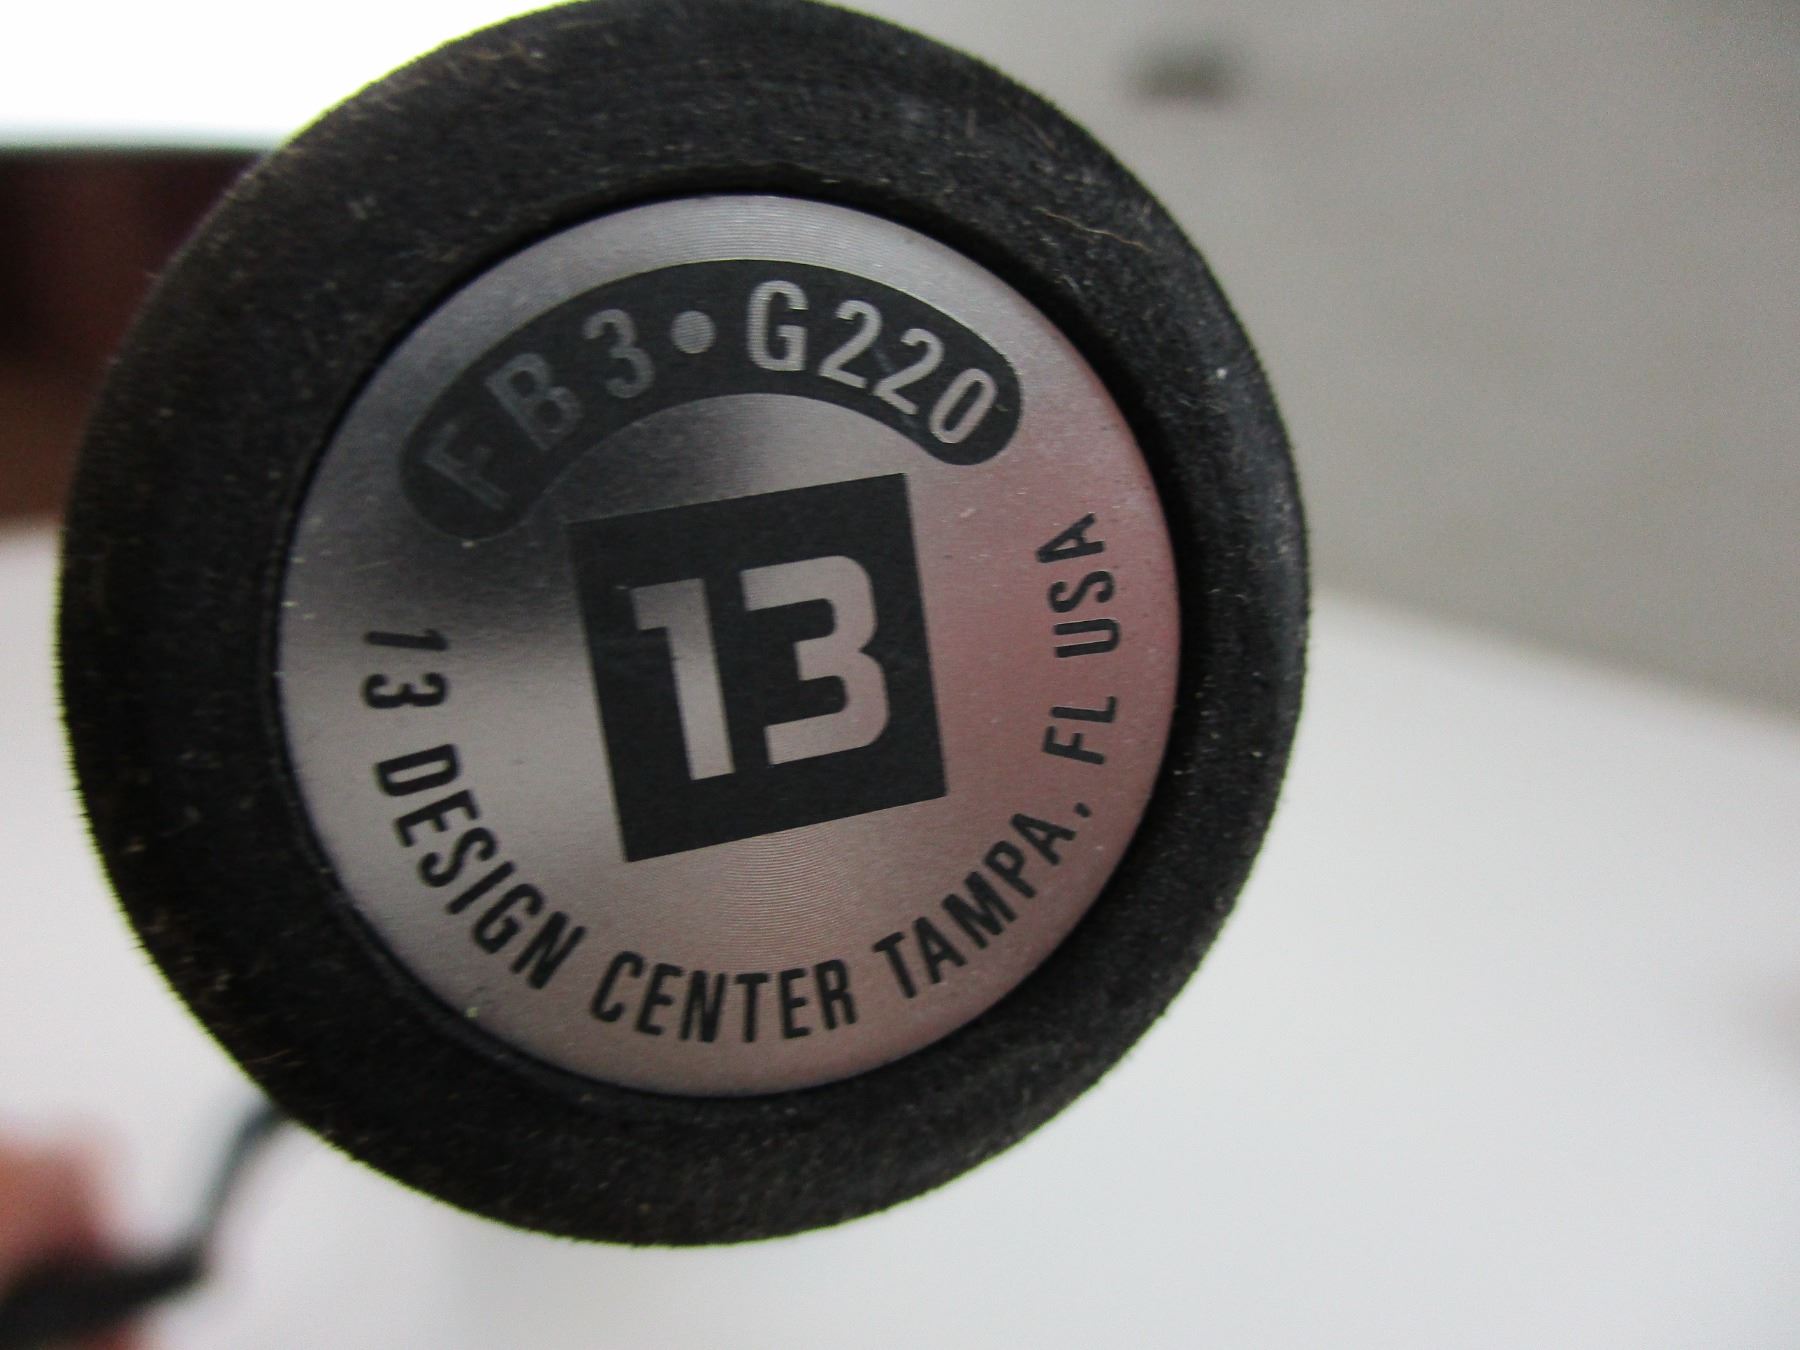 FB3•G220
13
13 DESIGN CENTER TAMPA, FL USA